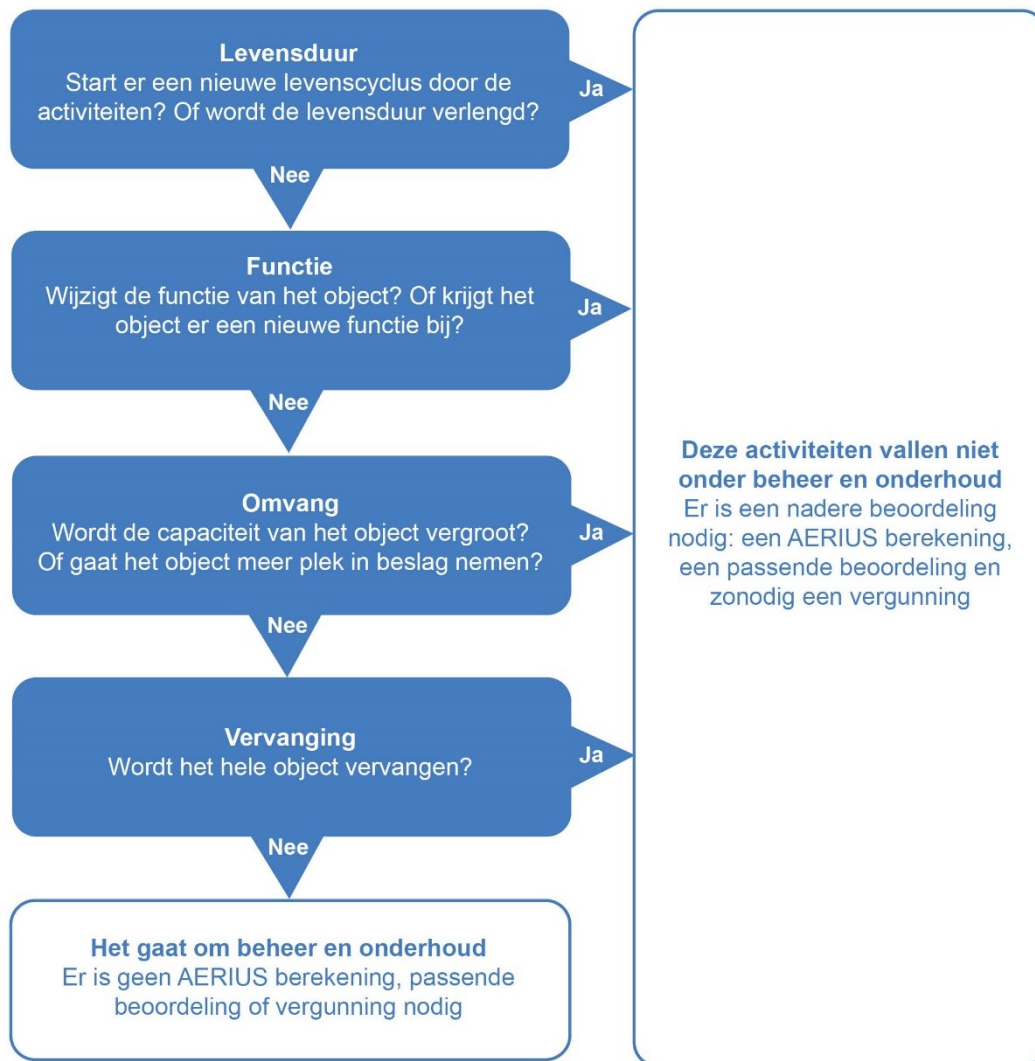 Levensduur
Start er een nieuwe levenscyclus door de
activiteiten? Of wordt de levensduur verlengd?
Ja
Nee
Functie
Wijzigt de functie van het object? Of krijgt het
object er een nieuwe functie bij?
Ja
Nee
Omvang
Wordt de capaciteit van het object vergroot?
Of gaat het object meer plek in beslag nemen?
Ja
Nee
Vervanging
Wordt het hele object vervangen?
Ja
Nee
Het gaat om beheer en onderhoud
Er is geen AERIUS berekening, passende
beoordeling of vergunning nodig
Deze activiteiten vallen niet
onder beheer en onderhoud
Er is een nadere beoordeling
nodig: een AERIUS berekening,
een passende beoordeling en
zonodig een vergunning